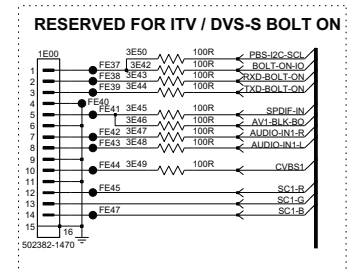 RESERVED FOR ITV / DVS-S BOLT ON
1E00
3E50 100R PBS-I2C-SCL
1 FE37 3E42 100R BOLT-ON-IO
2 FE38 3E43 100R RXD-BOLT-ON
3 FE39 3E44 100R TXD-BOLT-ON
4 FE40
5 FE41 3E45 100R SPDIF-IN
6 3E46 100R AV1-BLK-BO
7 FE42 3E47 100R AUDIO-IN1-R
8 FE43 3E48 100R AUDIO-IN1-L
9
10 FE44 3E49 100R CVBS1
11
12 FE45 SC1-R
13 SC1-G
14 FE47 SC1-B
15 16
502382-1470